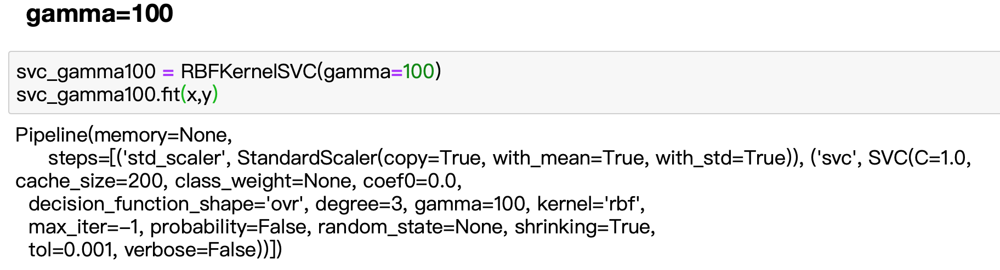 gamma=100
svc_gamma100 = RBFKernelSVC(gamma=100)
svc_gamma100.fit(x,y)
Pipeline(memory=None,
steps=[('std_scaler', StandardScaler(copy=True, with_mean=True, with_std=True)), ('svc', SVC(C=1.0,
cache_size=200, class_weight=None, coef0=0.0,
decision_function_shape='ovr', degree=3, gamma=100, kernel='rbf',
max_iter=-1, probability=False, random_state=None, shrinking=True,
tol=0.001, verbose=False))])